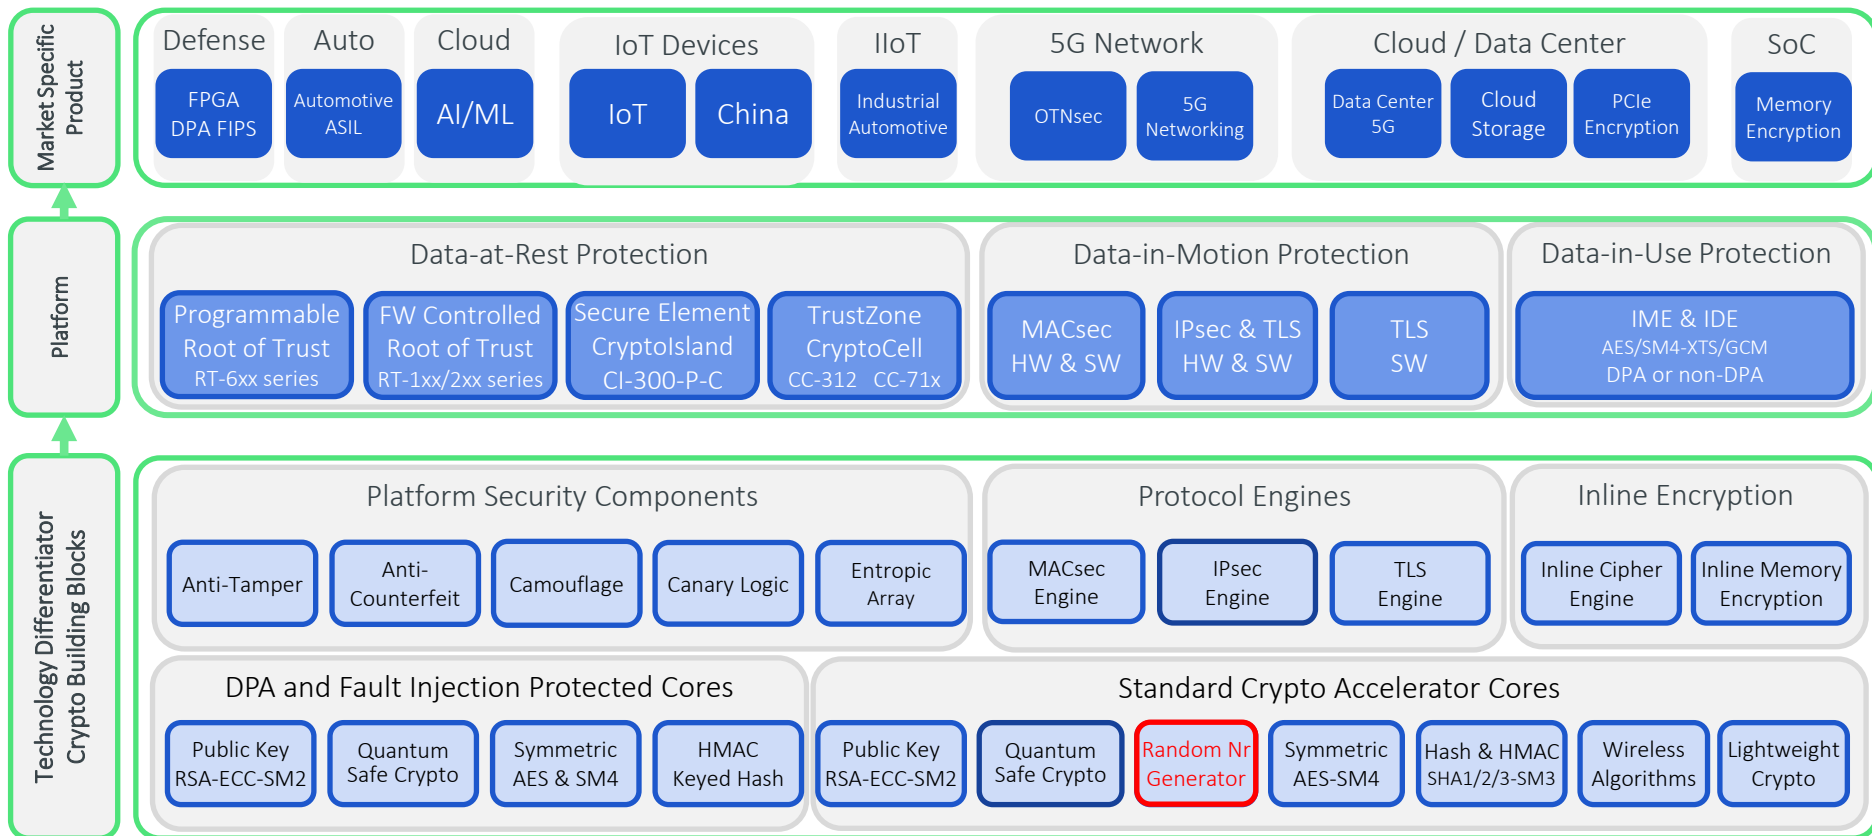 Market Specific
Product
Defense
FPGA
DPA FIPS
Auto
Automotive
ASIL
Cloud
AI/ML
IoT Devices
IoT
China
IIoT
Industrial
Automotive
5G Network
OTNsec
5G
Networking
Cloud / Data Center
Data Center
5G
Cloud
Storage
PCIe
Encryption
SoC
Memory
Encryption
Platform
Data-at-Rest Protection
Programmable
Root of Trust
RT-6xx series
FW Controlled
Root of Trust
RT-1xx/2xx series
Secure Element
CryptoIsland
CI-300-P-C
TrustZone
CryptoCell
CC-312 CC-71x
Data-in-Motion Protection
MACsec
HW & SW
IPsec & TLS
HW & SW
TLS
SW
Data-in-Use Protection
IME & IDE
AES/SM4-XTS/GCM
DPA or non-DPA
Technology Differentiator
Crypto Building Blocks
Platform Security Components
Anti-Tamper
Anti-
Counterfeit
Camouflage
Canary Logic
Entropic
Array
Protocol Engines
MACsec
Engine
IPsec
Engine
TLS
Engine
Inline Encryption
Inline Cipher
Engine
Inline Memory
Encryption
DPA and Fault Injection Protected Cores
Public Key
RSA-ECC-SM2
Quantum
Safe Crypto
Symmetric
AES & SM4
HMAC
Keyed Hash
Standard Crypto Accelerator Cores
Public Key
RSA-ECC-SM2
Quantum
Safe Crypto
Random Nr
Generator
Symmetric
AES-SM4
Hash & HMAC
SHA1/2/3-SM3
Wireless
Algorithms
Lightweight
Crypto